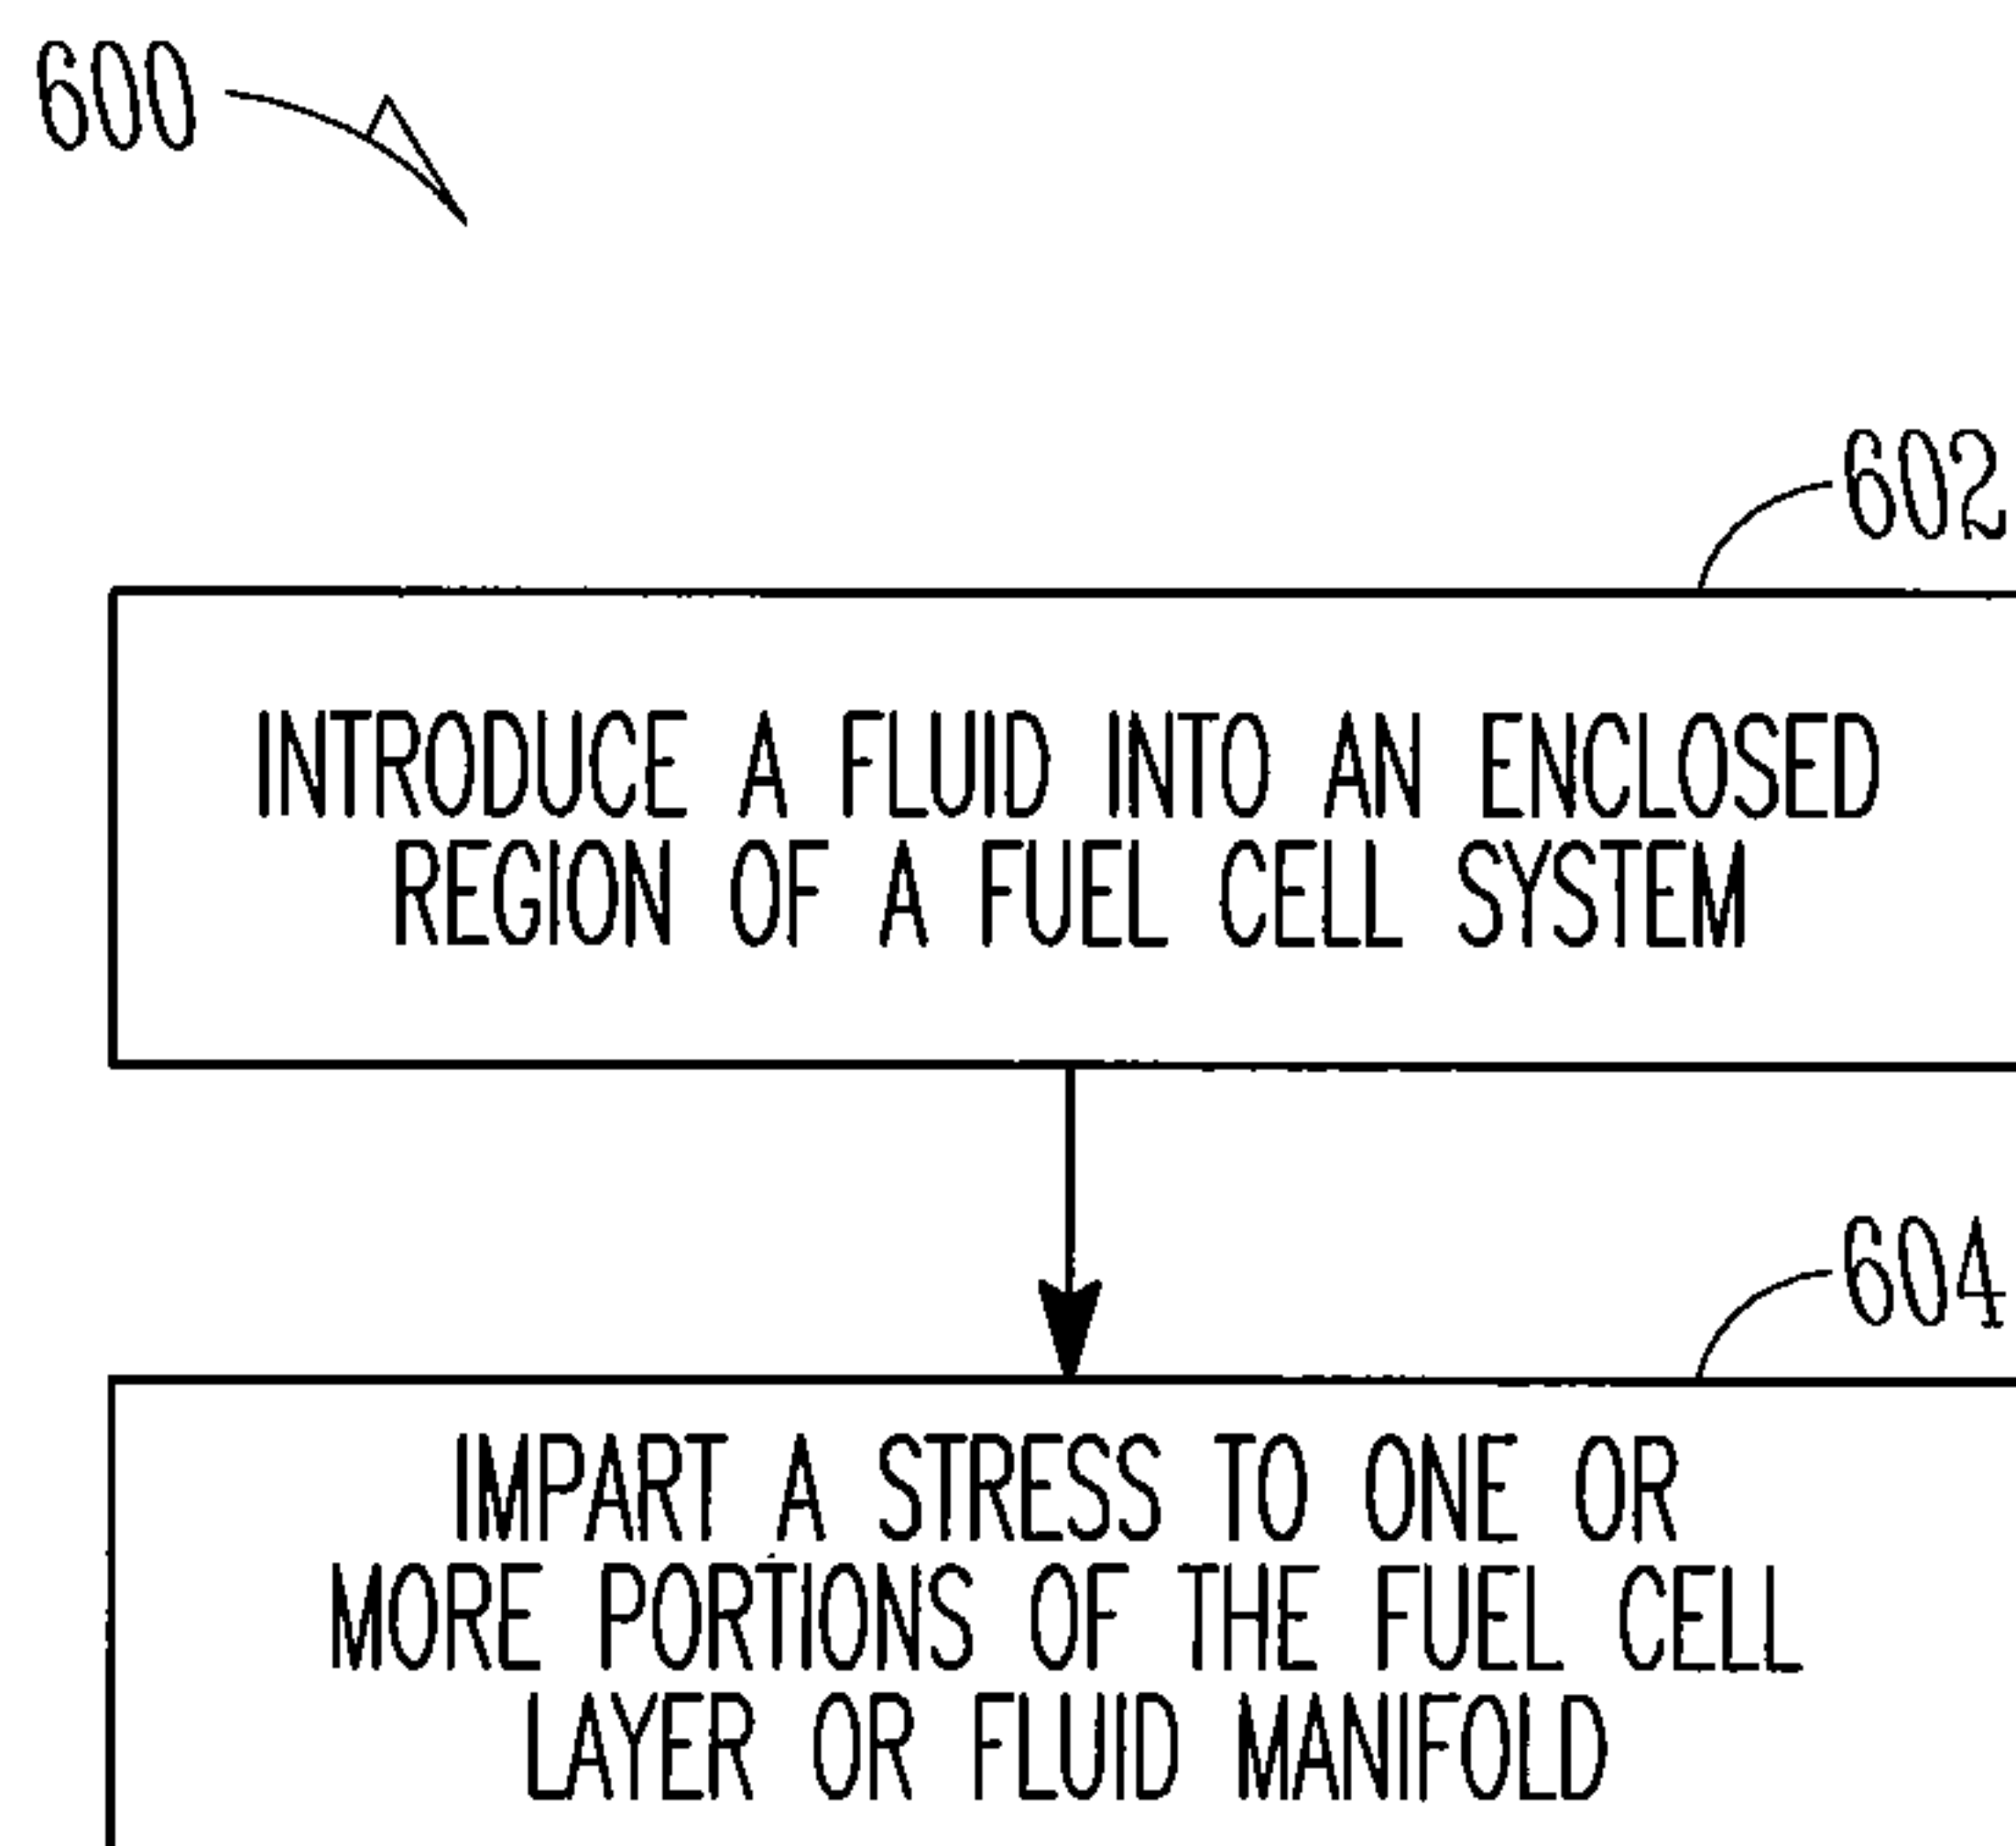 600
602
INTRODUCE A FLUID INTO AN ENCLOSED
REGION OF A FUEL CELL SYSTEM
604
IMPART A STRESS TO ONE OR
MORE PORTIONS OF THE FUEL CELL
LAYER OR FLUID MANIFOLD